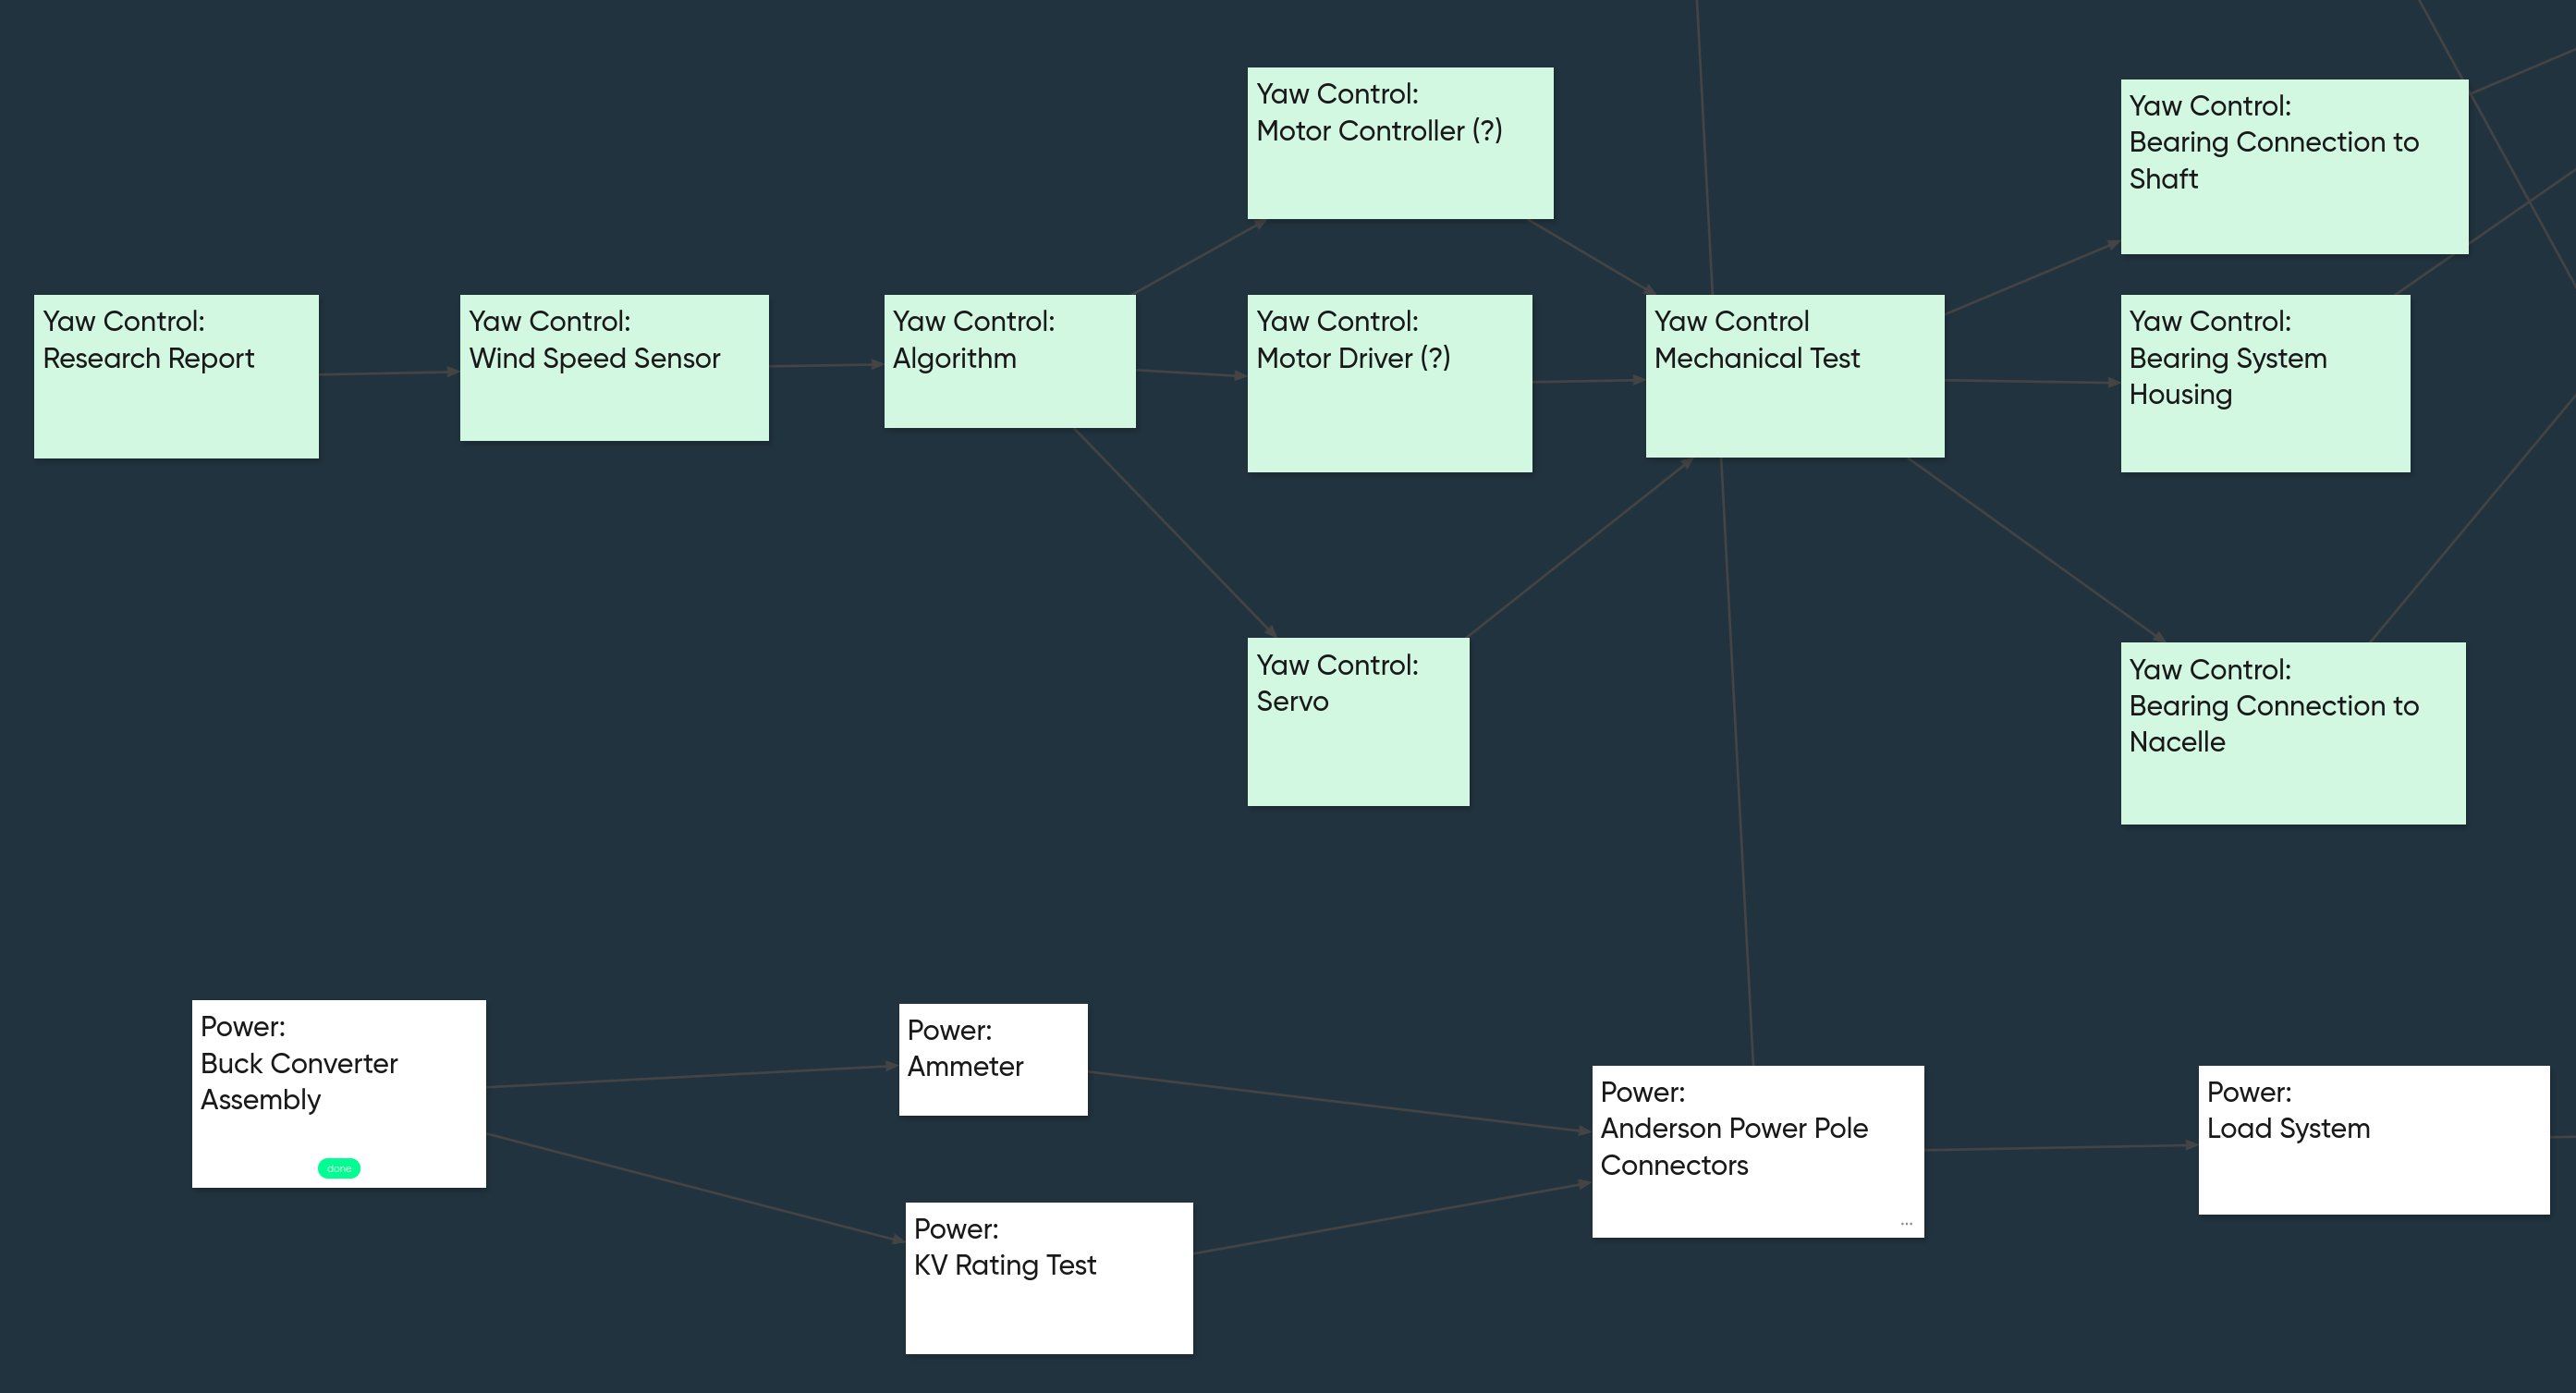 Yaw Control:
Motor Controller (?)
Yaw Control:
Bearing Connection to
Shaft
Yaw Control:
Research Report
Yaw Control:
Wind Speed Sensor
Yaw Control:
Algorithm
Yaw Control:
Motor Driver (?)
Yaw Control
Mechanical Test
Yaw Control:
Bearing System
Housing
Yaw Control:
Servo
Yaw Control:
Bearing Connection to
Nacelle
Power:
Buck Converter
Assembly
done
Power:
Ammeter
Power:
KV Rating Test
Power:
Anderson Power Pole
Connectors
...
Power:
Load System